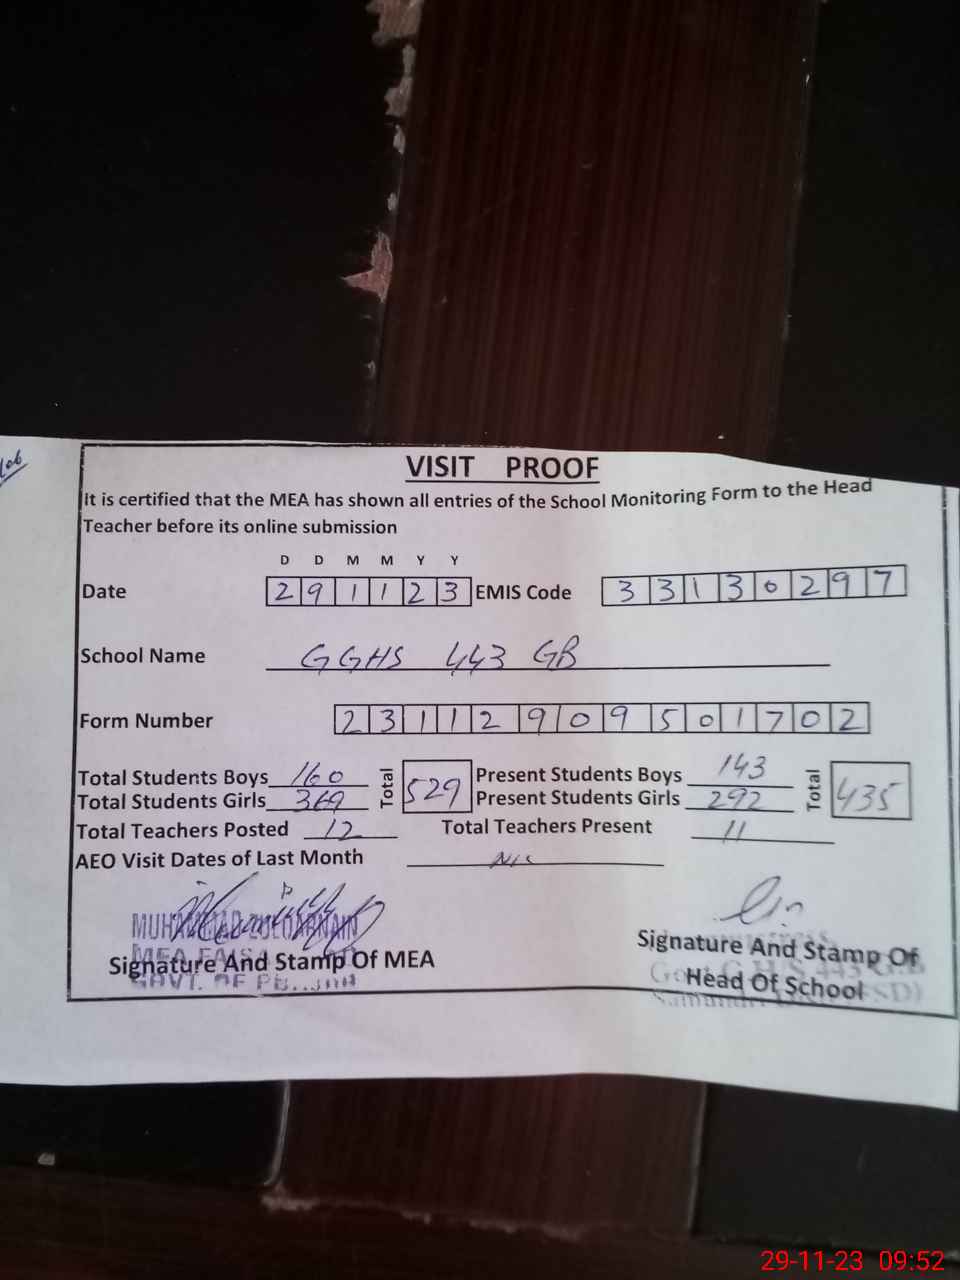 VISIT PROOF
It is certified that the MEA has shown all entries of the School Monitoring Form to the Head
Teacher before its online submission
D D M M Y Y
Date 2 9 1 1 2 3 EMIS Code 3 3 1 3 0 2 9 7
School Name GGHS 443 GB
Form Number 2 3 1 1 2 9 0 9 5 0 1 7 0 2
Total Students Boys 160 Total 529 Present Students Boys 143 Total 435
Total Students Girls 369 Present Students Girls 292
Total Teachers Posted 12 Total Teachers Present 11
AEO Visit Dates of Last Month Nil
MUHAMMAD ZULQARNAIN
Signature And Stamp Of MEA
GOVT. OF
Signature And Stamp Of
Head Of School
29-11-23 09:52